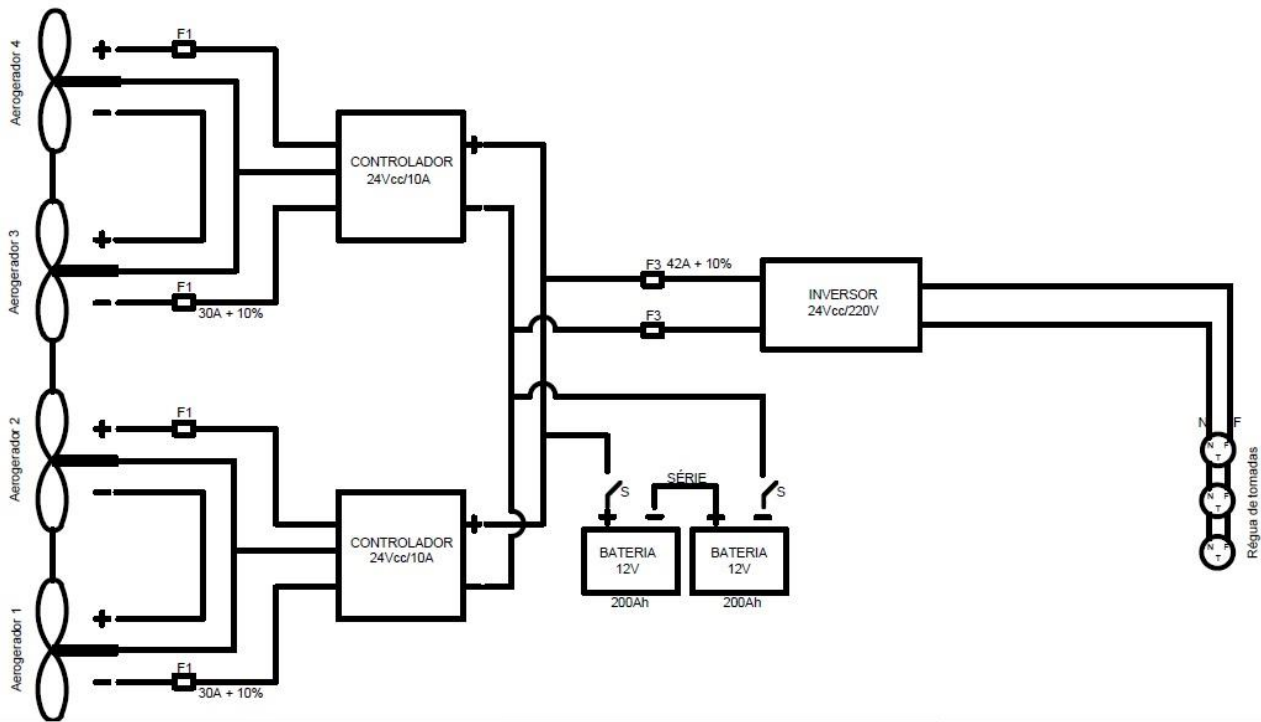 Aerogerador 4
+
F1
−
CONTROLADOR
24Vcc/10A
+
−
Aerogerador 3
+
−
F1
30A + 10%
F3
42A + 10%
F3
INVERSOR
24Vcc/220V
Aerogerador 2
+
F1
−
CONTROLADOR
24Vcc/10A
+
−
Aerogerador 1
+
−
F1
30A + 10%
S
SÉRIE
S
+
−
+
−
BATERIA
12V
200Ah
BATERIA
12V
200Ah
N
F
N F
T
N F
T
N F
T
Régua de tomadas